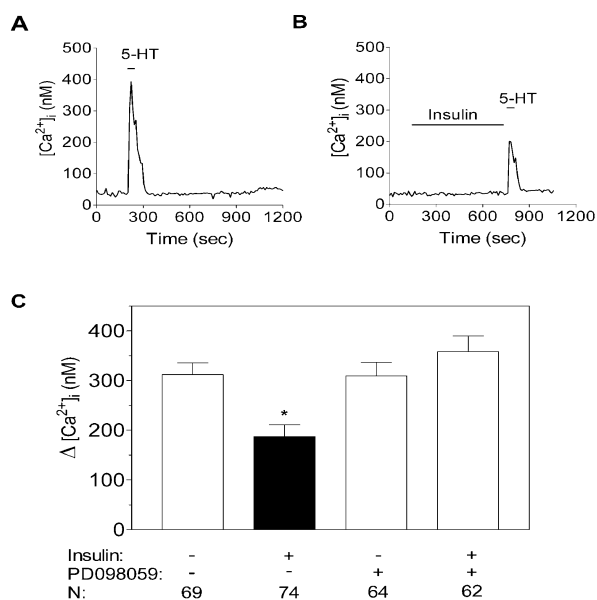 A
500
400
300
200
100
0
[Ca²⁺]ᵢ (nM)
5-HT
0 300 600 900 1200
Time (sec)
B
500
400
300
200
100
0
[Ca²⁺]ᵢ (nM)
Insulin
5-HT
0 300 600 900 1200
Time (sec)
C
400
300
200
100
0
Δ [Ca²⁺]ᵢ (nM)
*
Insulin: - + - +
PD098059: - - + +
N: 69 74 64 62